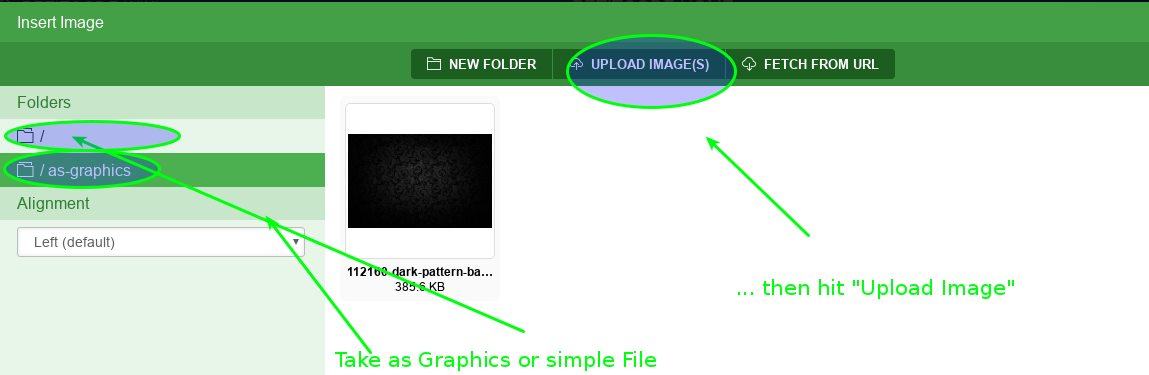 Insert Image
NEW FOLDER UPLOAD IMAGE(S) FETCH FROM URL
Folders
/
/ as-graphics
Alignment
Left (default)
112160-dark-pattern-ba...
385.6 KB
... then hit "Upload Image"
Take as Graphics or simple File